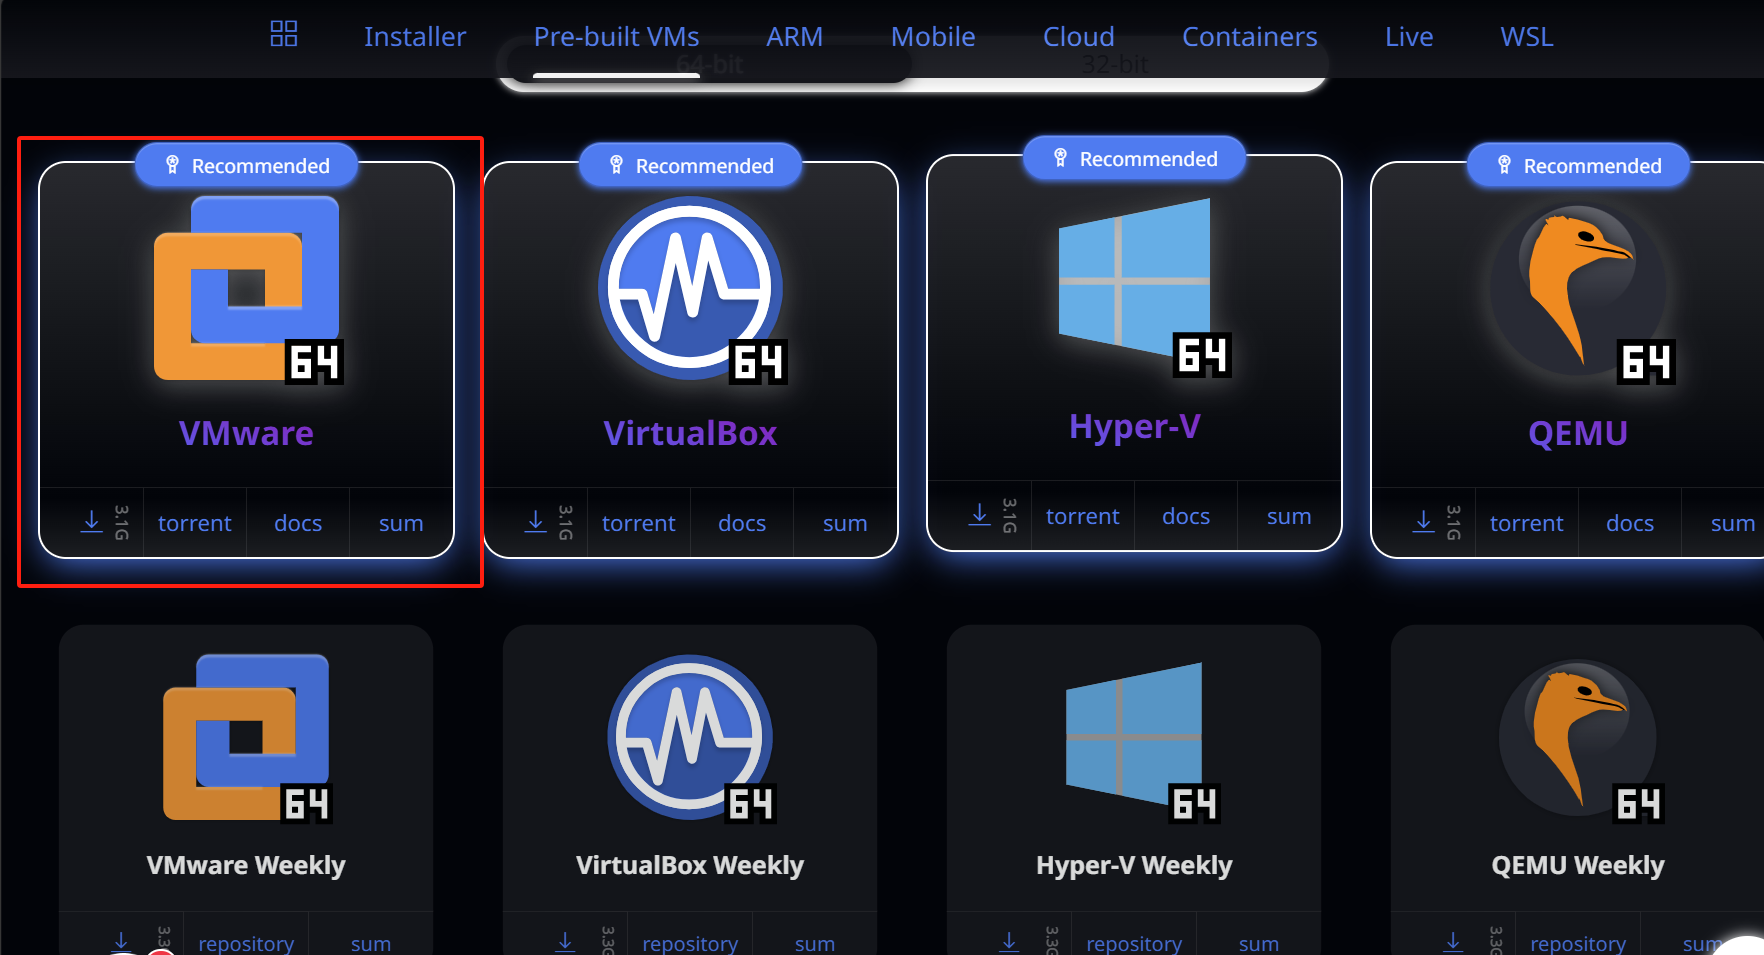 Installer Pre-built VMs ARM Mobile Cloud Containers Live WSL
64-bit 32-bit
Recommended Recommended Recommended Recommended
64 64 64 64
VMware VirtualBox Hyper-V QEMU
3.1G torrent docs sum 3.1G torrent docs sum 3.1G torrent docs sum 3.1G torrent docs sum
64 64 64 64
VMware Weekly VirtualBox Weekly Hyper-V Weekly QEMU Weekly
repository sum 3.3G repository sum 3.3G repository sum 3.3G repository sum